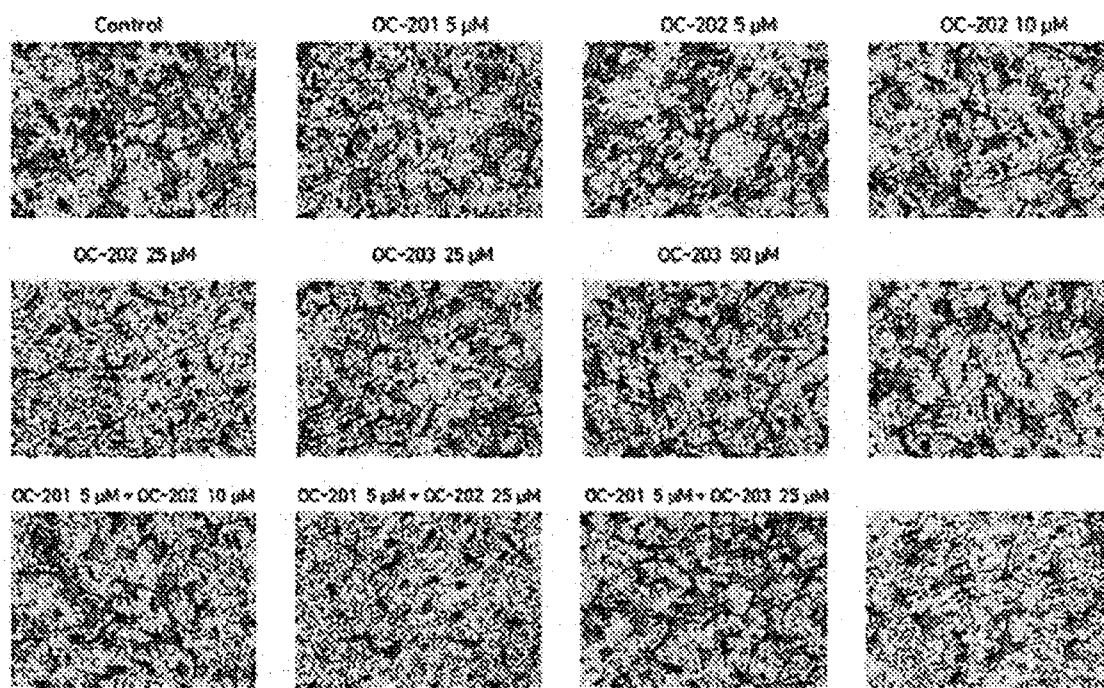 Control
OC-201 5 µM
OC-202 5 µM
OC-202 10 µM
OC-202 25 µM
OC-203 25 µM
OC-203 50 µM
OC-201 5 µM + OC-202 10 µM
OC-201 5 µM + OC-202 25 µM
OC-201 5 µM + OC-203 25 µM